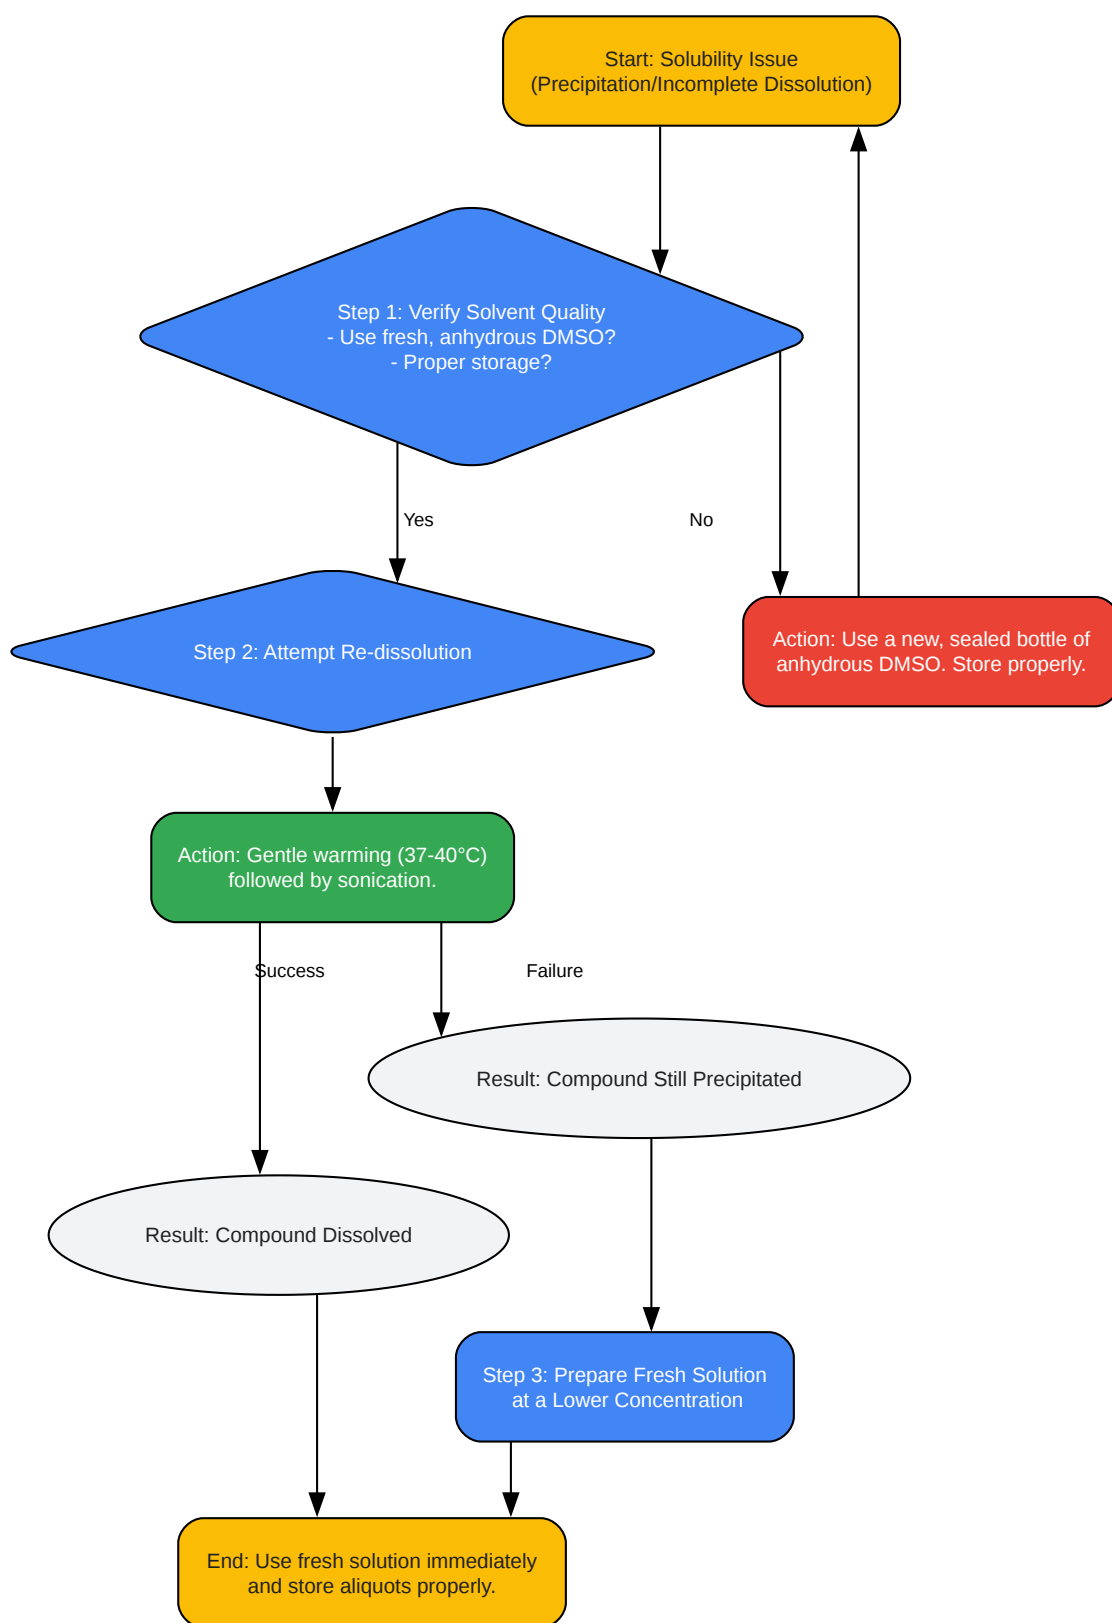 Start: Solubility Issue
(Precipitation/Incomplete Dissolution)
Step 1: Verify Solvent Quality
- Use fresh, anhydrous DMSO?
- Proper storage?
Yes
No
Action: Use a new, sealed bottle of
anhydrous DMSO. Store properly.
Step 2: Attempt Re-dissolution
Action: Gentle warming (37-40°C)
followed by sonication.
Success
Failure
Result: Compound Still Precipitated
Result: Compound Dissolved
Step 3: Prepare Fresh Solution
at a Lower Concentration
End: Use fresh solution immediately
and store aliquots properly.